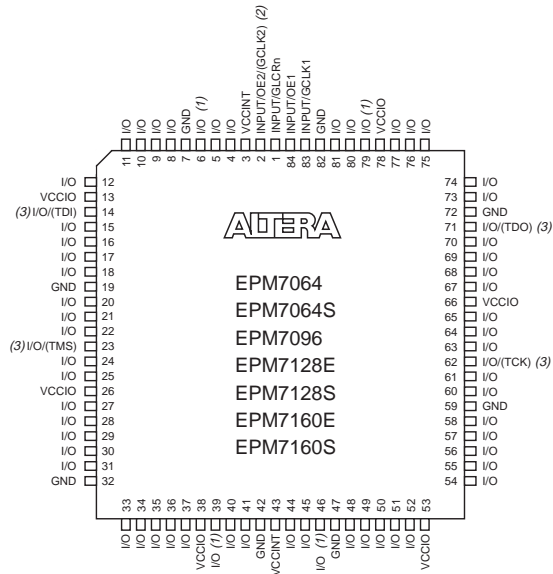 I/O
I/O
I/O
I/O
GND
I/O (1)
I/O
I/O
VCCINT
INPUT/OE2/(GCLK2) (2)
INPUT/GLCRn
INPUT/OE1
INPUT/GCLK1
GND
I/O
I/O
I/O (1)
VCCIO
I/O
I/O
I/O
11 10 9 8 7 6 5 4 3 2 1 84 83 82 81 80 79 78 77 76 75
I/O 12
VCCIO 13
(3) I/O/(TDI) 14
I/O 15
I/O 16
I/O 17
I/O 18
GND 19
I/O 20
I/O 21
I/O 22
(3) I/O/(TMS) 23
I/O 24
I/O 25
VCCIO 26
I/O 27
I/O 28
I/O 29
I/O 30
I/O 31
GND 32
ALTERA
EPM7064
EPM7064S
EPM7096
EPM7128E
EPM7128S
EPM7160E
EPM7160S
74 I/O
73 I/O
72 GND
71 I/O/(TDO) (3)
70 I/O
69 I/O
68 I/O
67 I/O
66 VCCIO
65 I/O
64 I/O
63 I/O
62 I/O/(TCK) (3)
61 I/O
60 I/O
59 GND
58 I/O
57 I/O
56 I/O
55 I/O
54 I/O
33 34 35 36 37 38 39 40 41 42 43 44 45 46 47 48 49 50 51 52 53
I/O
I/O
I/O
I/O
I/O
VCCIO
I/O (1)
I/O
I/O
GND
VCCINT
I/O
I/O
I/O (1)
GND
I/O
I/O
I/O
I/O
I/O
VCCIO